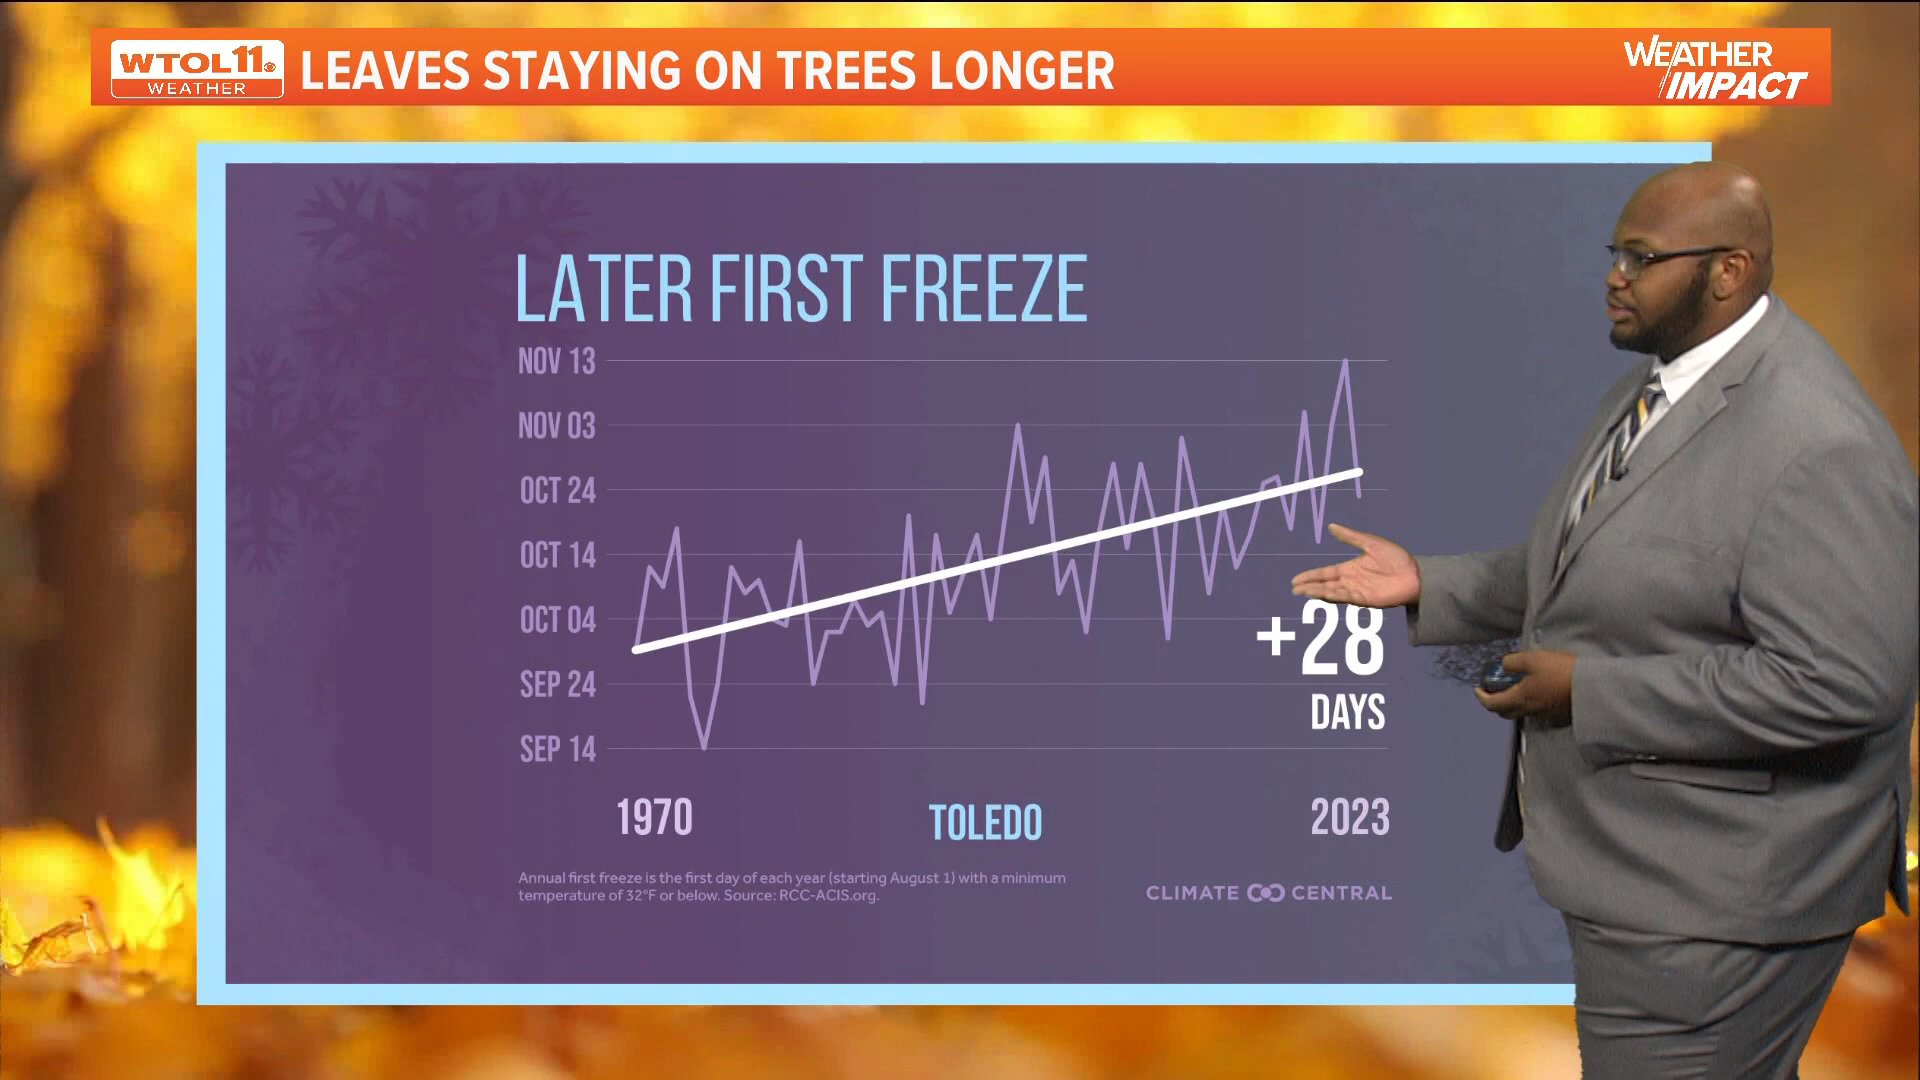 WTOL11
WEATHER
LEAVES STAYING ON TREES LONGER
WEATHER
IMPACT
LATER FIRST FREEZE
NOV 13
NOV 03
OCT 24
OCT 14
OCT 04
SEP 24
SEP 14
+28
DAYS
1970
TOLEDO
2023
Annual first freeze is the first day of each year (starting August 1) with a minimum
temperature of 32°F or below. Source: RCC-ACIS.org.
CLIMATE CENTRAL